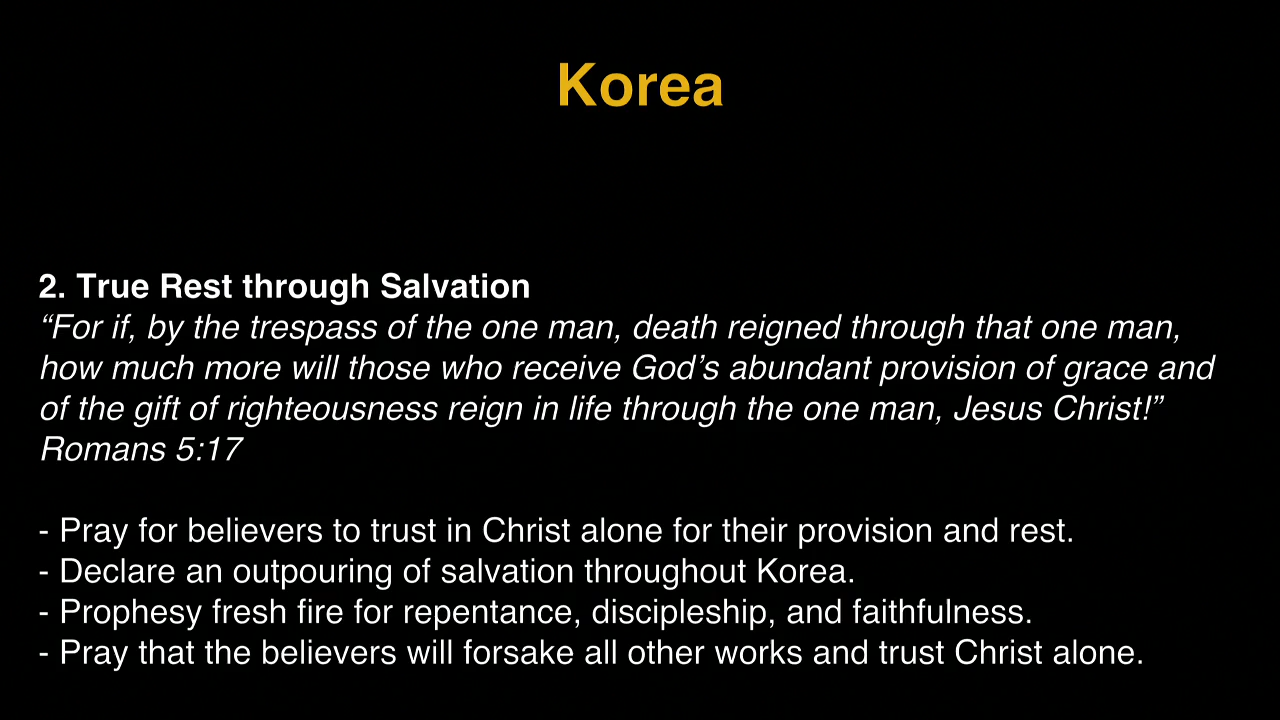 Korea
2. True Rest through Salvation
“For if, by the trespass of the one man, death reigned through that one man,
how much more will those who receive God’s abundant provision of grace and
of the gift of righteousness reign in life through the one man, Jesus Christ!”
Romans 5:17
- Pray for believers to trust in Christ alone for their provision and rest.
- Declare an outpouring of salvation throughout Korea.
- Prophesy fresh fire for repentance, discipleship, and faithfulness.
- Pray that the believers will forsake all other works and trust Christ alone.